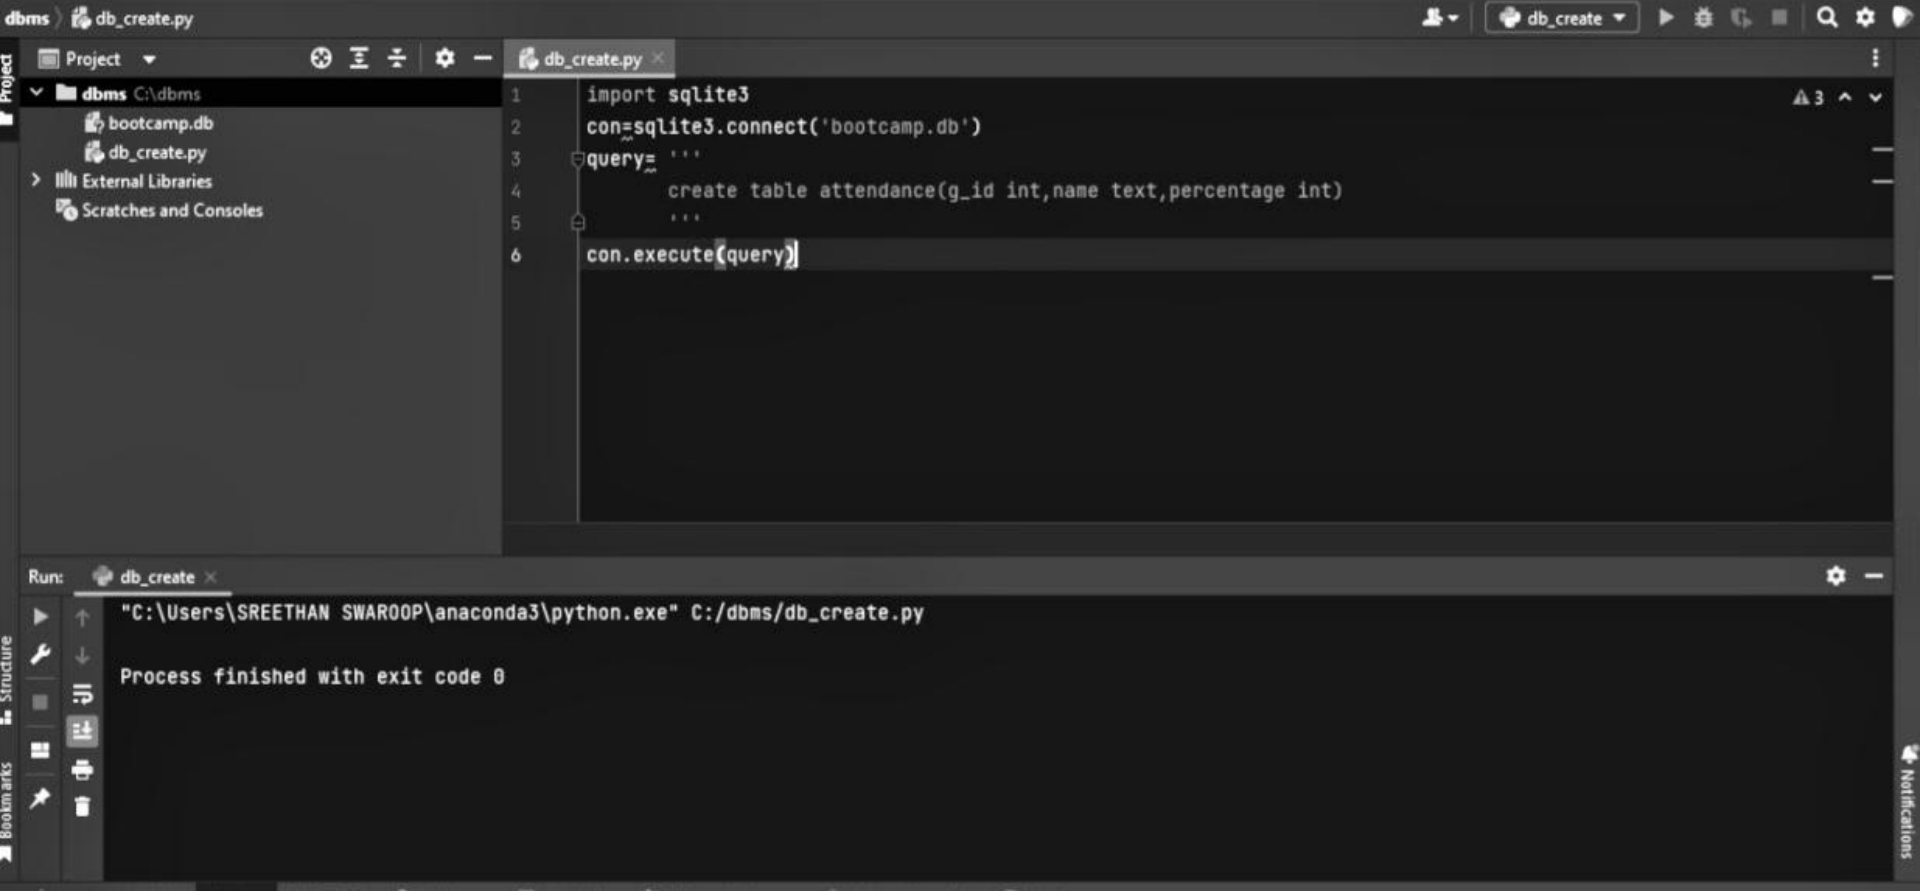 dbms db_create.py
db_create
Project
Project
db_create.py
dbms C:\dbms
bootcamp.db
db_create.py
External Libraries
Scratches and Consoles
1 import sqlite3
2 con=sqlite3.connect('bootcamp.db')
3 query= '''
4 create table attendance(g_id int,name text,percentage int)
5 '''
6 con.execute(query)
3
Run: db_create
"C:\Users\SREETHAN SWAROOP\anaconda3\python.exe" C:/dbms/db_create.py
Process finished with exit code 0
Structure
Bookmarks
Notifications